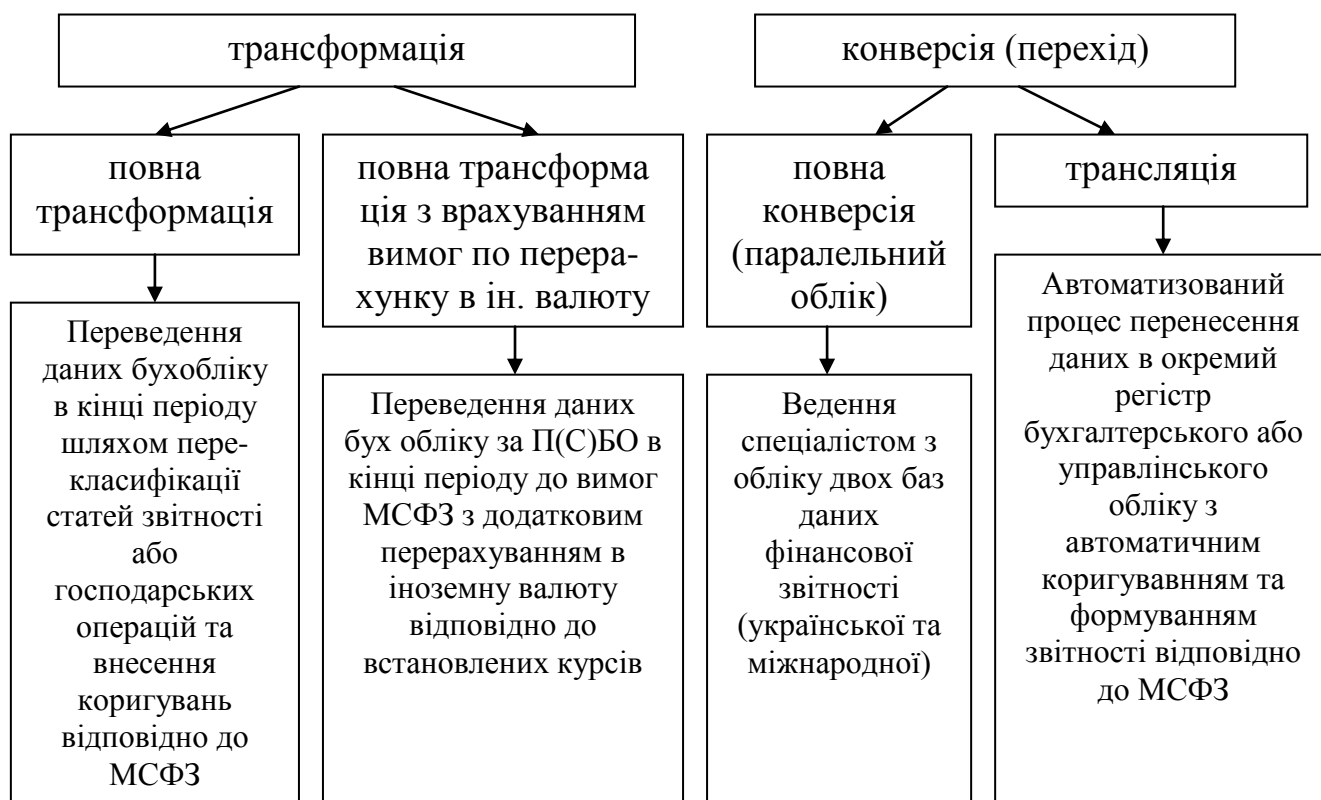 трансформація
конверсія (перехід)
повна
трансформація
повна трансформа
ція з врахуванням
вимог по перера-
хунку в ін. валюту
повна
конверсія
(паралельний
облік)
трансляція
Переведення
даних бухобліку
в кінці періоду
шляхом пере-
класифікації
статей звітності
або
господарських
операцій та
внесення
коригувань
відповідно до
МСФЗ
Переведення даних
бух обліку за П(С)БО в
кінці періоду до вимог
МСФЗ з додатковим
перерахуванням в
іноземну валюту
відповідно до
встановлених курсів
Ведення
спеціалістом з
обліку двох баз
даних
фінансової
звітності
(української та
міжнародної)
Автоматизований
процес перенесення
даних в окремий
регістр
бухгалтерського або
управлінського
обліку з
автоматичним
коригувавнням та
формуванням
звітності відповідно
до МСФЗ